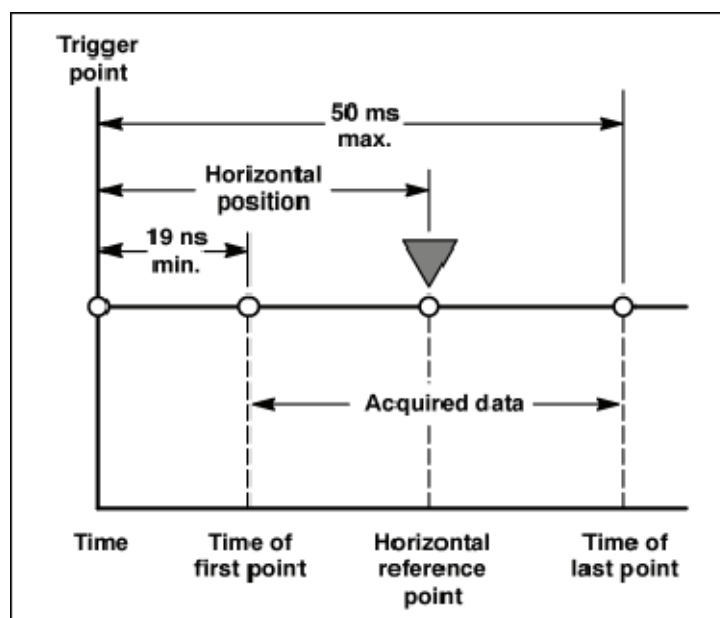 Trigger
point
50 ms
max.
Horizontal
position
19 ns
min.
Acquired data
Time
Time of
first point
Horizontal
reference
point
Time of
last point